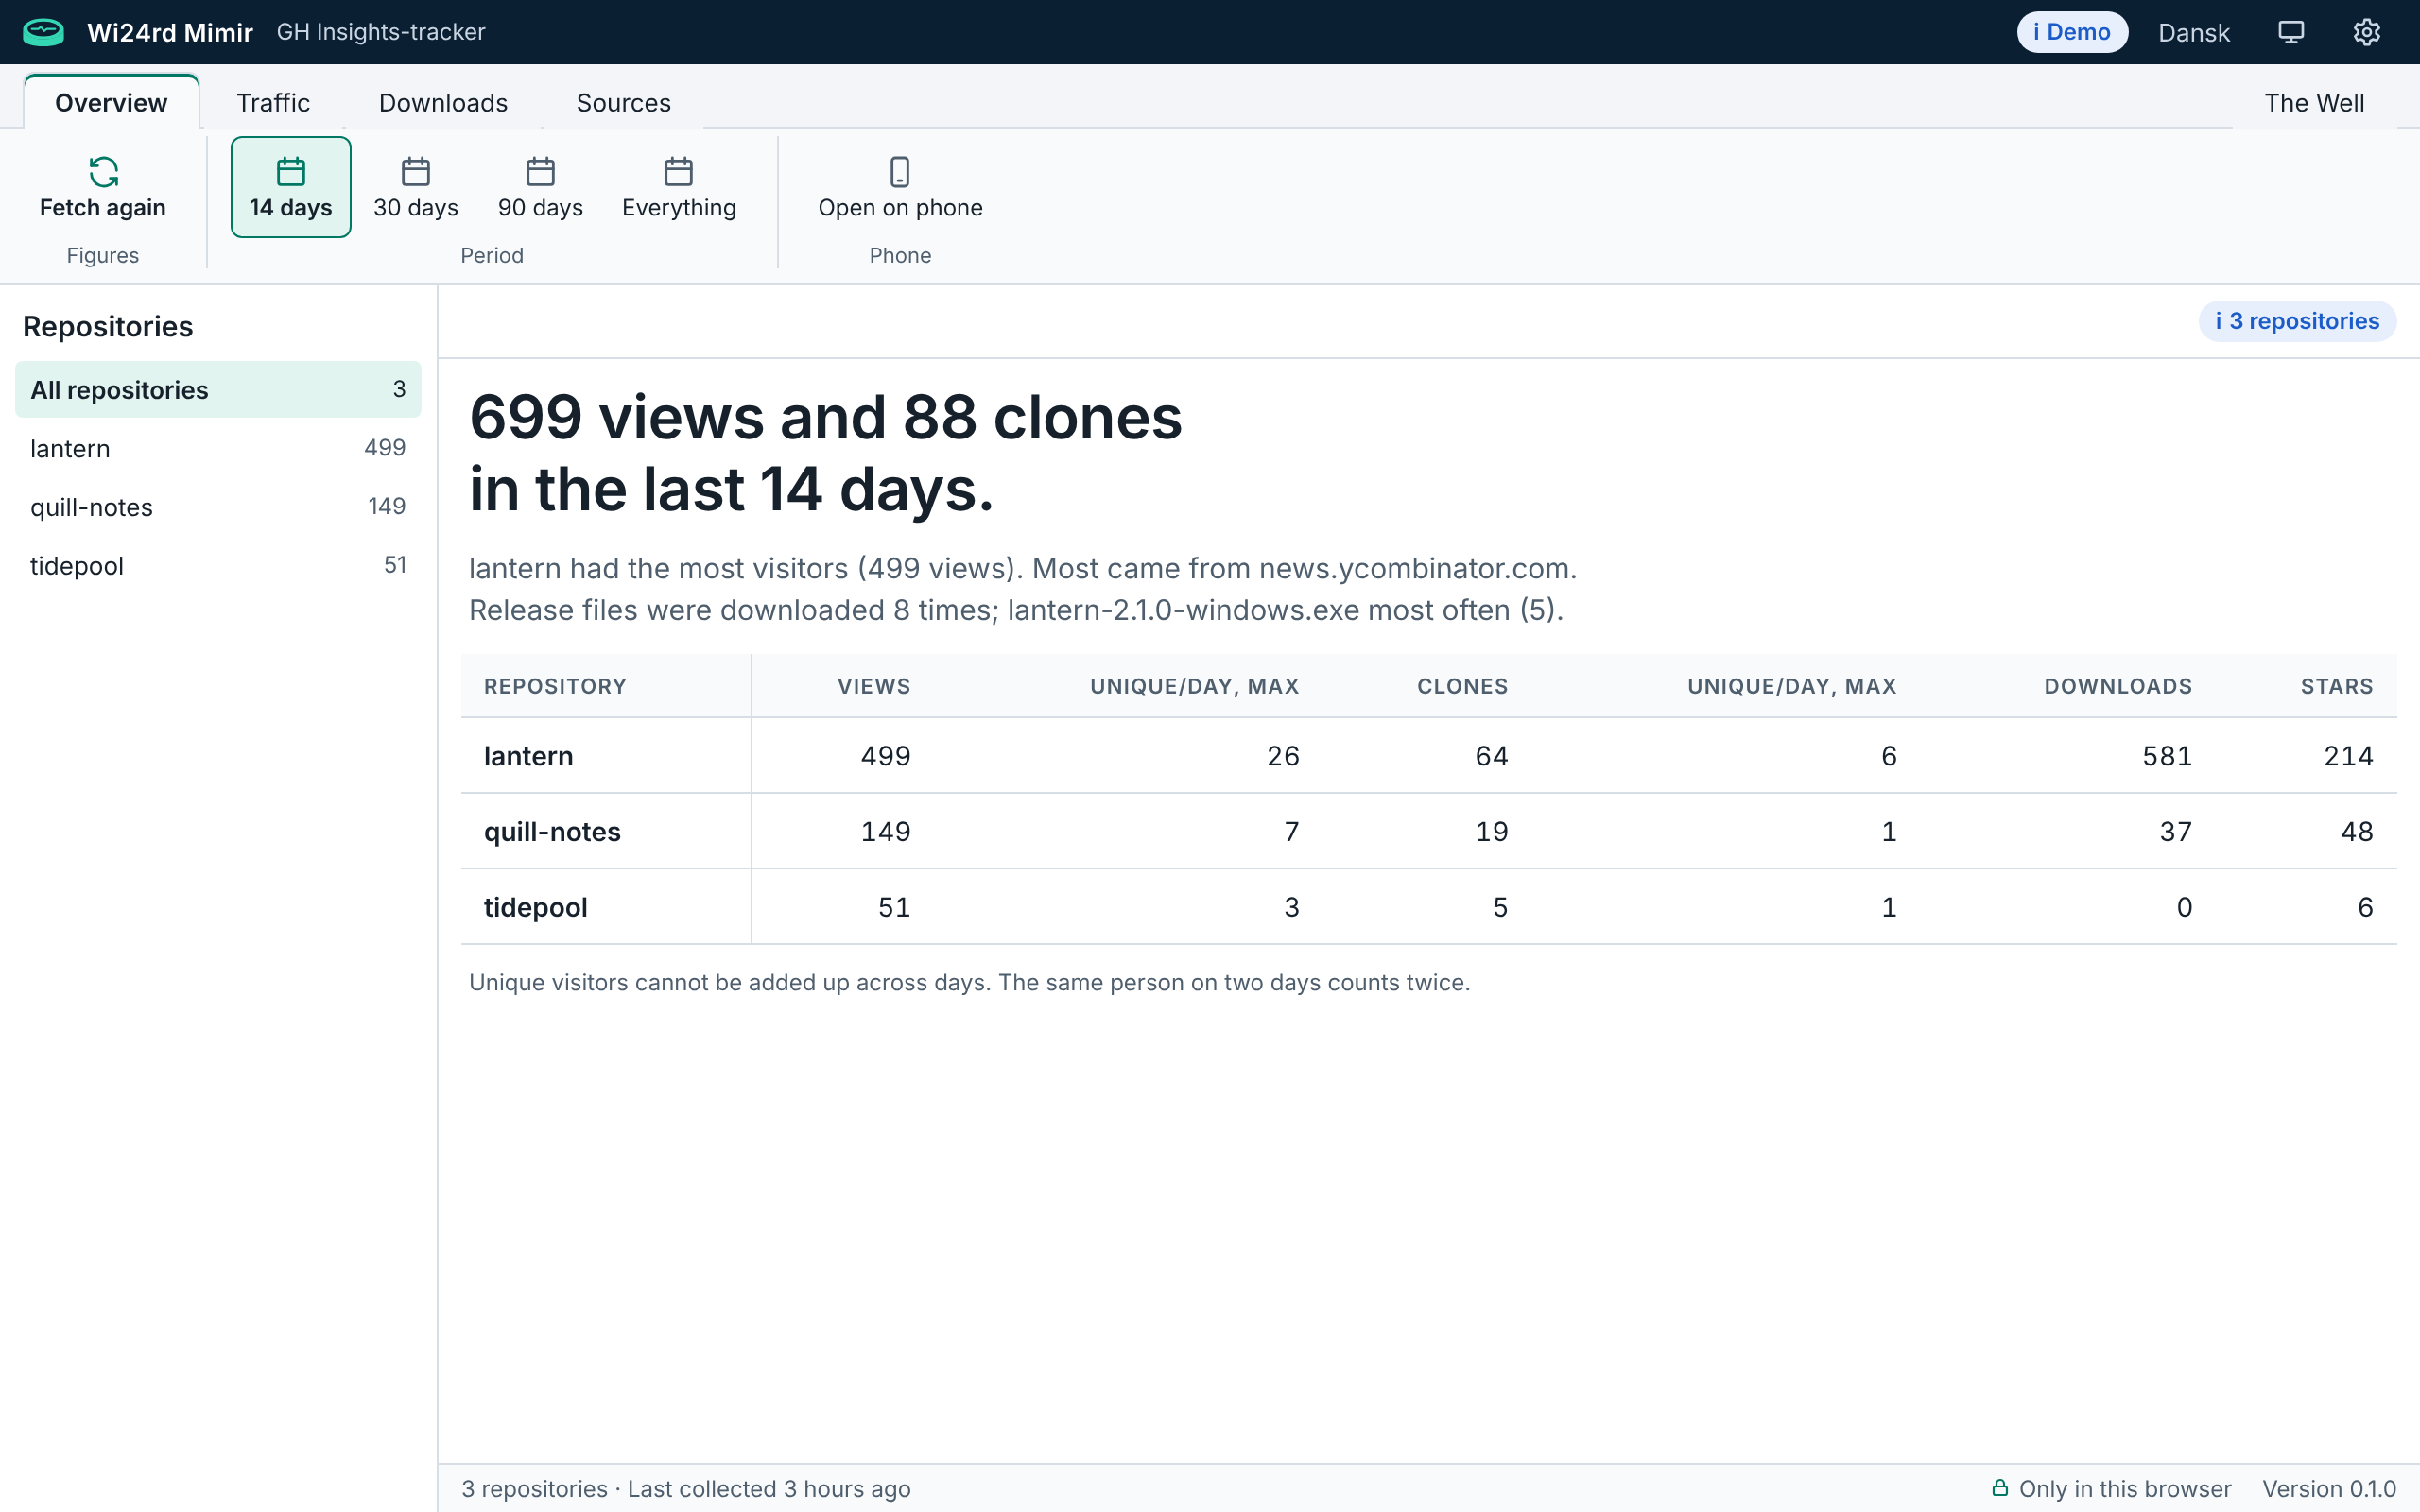 Wi24rd Mimir GH Insights-tracker i Demo Dansk
Overview Traffic Downloads Sources The Well
Fetch again 14 days 30 days 90 days Everything Open on phone
Figures Period Phone
Repositories
All repositories 3
lantern 499
quill-notes 149
tidepool 51
i 3 repositories
699 views and 88 clones
in the last 14 days.
lantern had the most visitors (499 views). Most came from news.ycombinator.com.
Release files were downloaded 8 times; lantern-2.1.0-windows.exe most often (5).
REPOSITORY VIEWS UNIQUE/DAY, MAX CLONES UNIQUE/DAY, MAX DOWNLOADS STARS
lantern 499 26 64 6 581 214
quill-notes 149 7 19 1 37 48
tidepool 51 3 5 1 0 6
Unique visitors cannot be added up across days. The same person on two days counts twice.
3 repositories · Last collected 3 hours ago Only in this browser Version 0.1.0